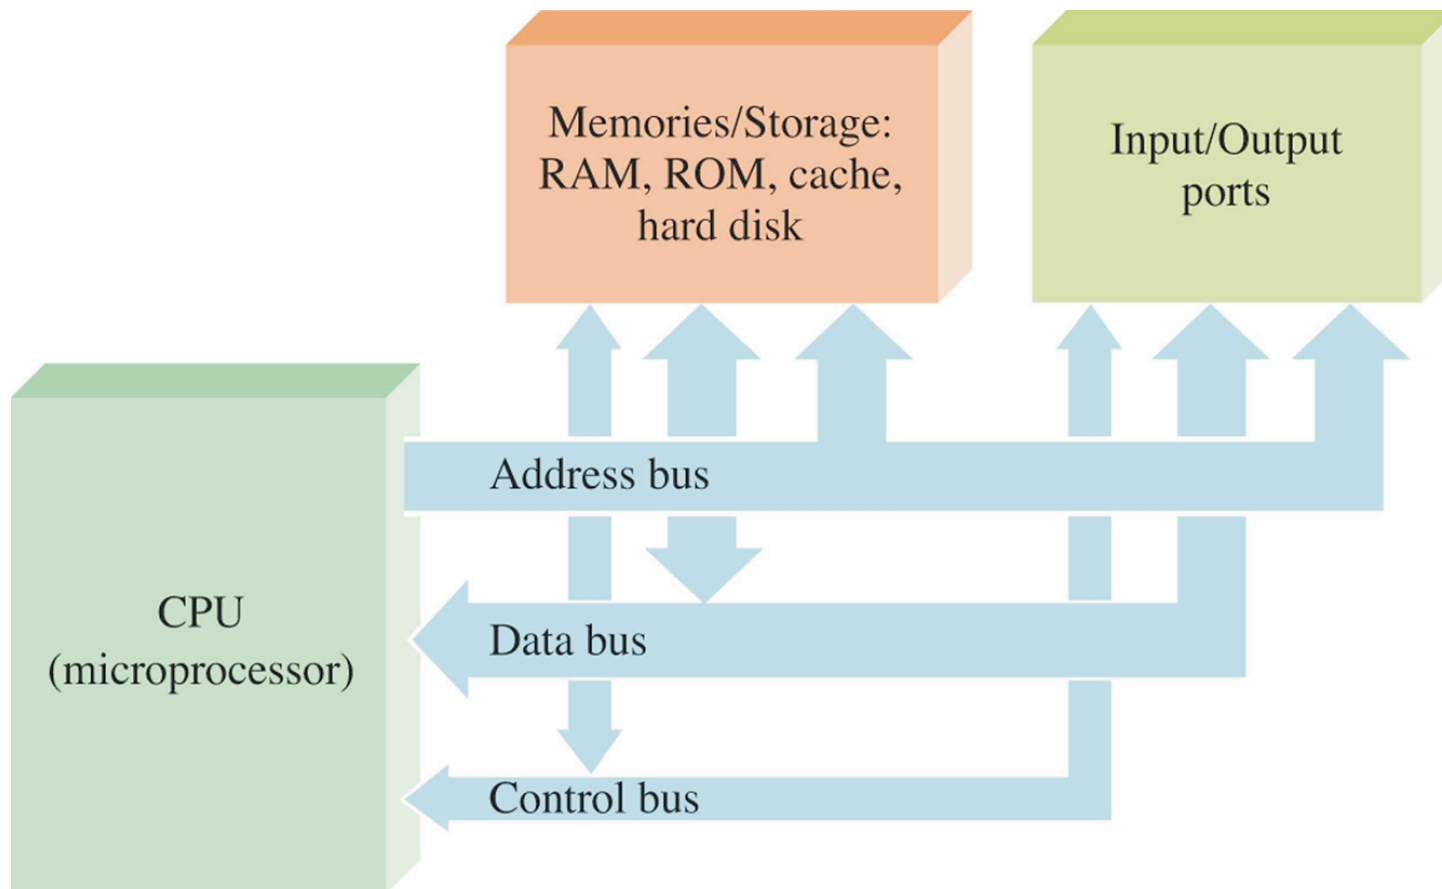 Memories/Storage:
RAM, ROM, cache,
hard disk
Input/Output
ports
Address bus
CPU
(microprocessor)
Data bus
Control bus